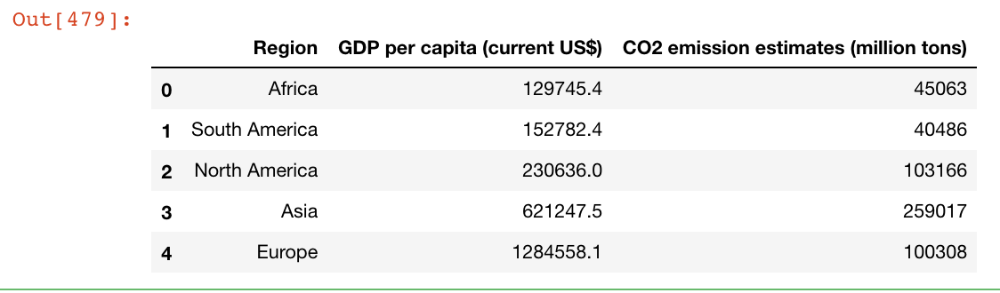 Out[479]:
Region GDP per capita (current US$) CO2 emission estimates (million tons)
0 Africa 129745.4 45063
1 South America 152782.4 40486
2 North America 230636.0 103166
3 Asia 621247.5 259017
4 Europe 1284558.1 100308